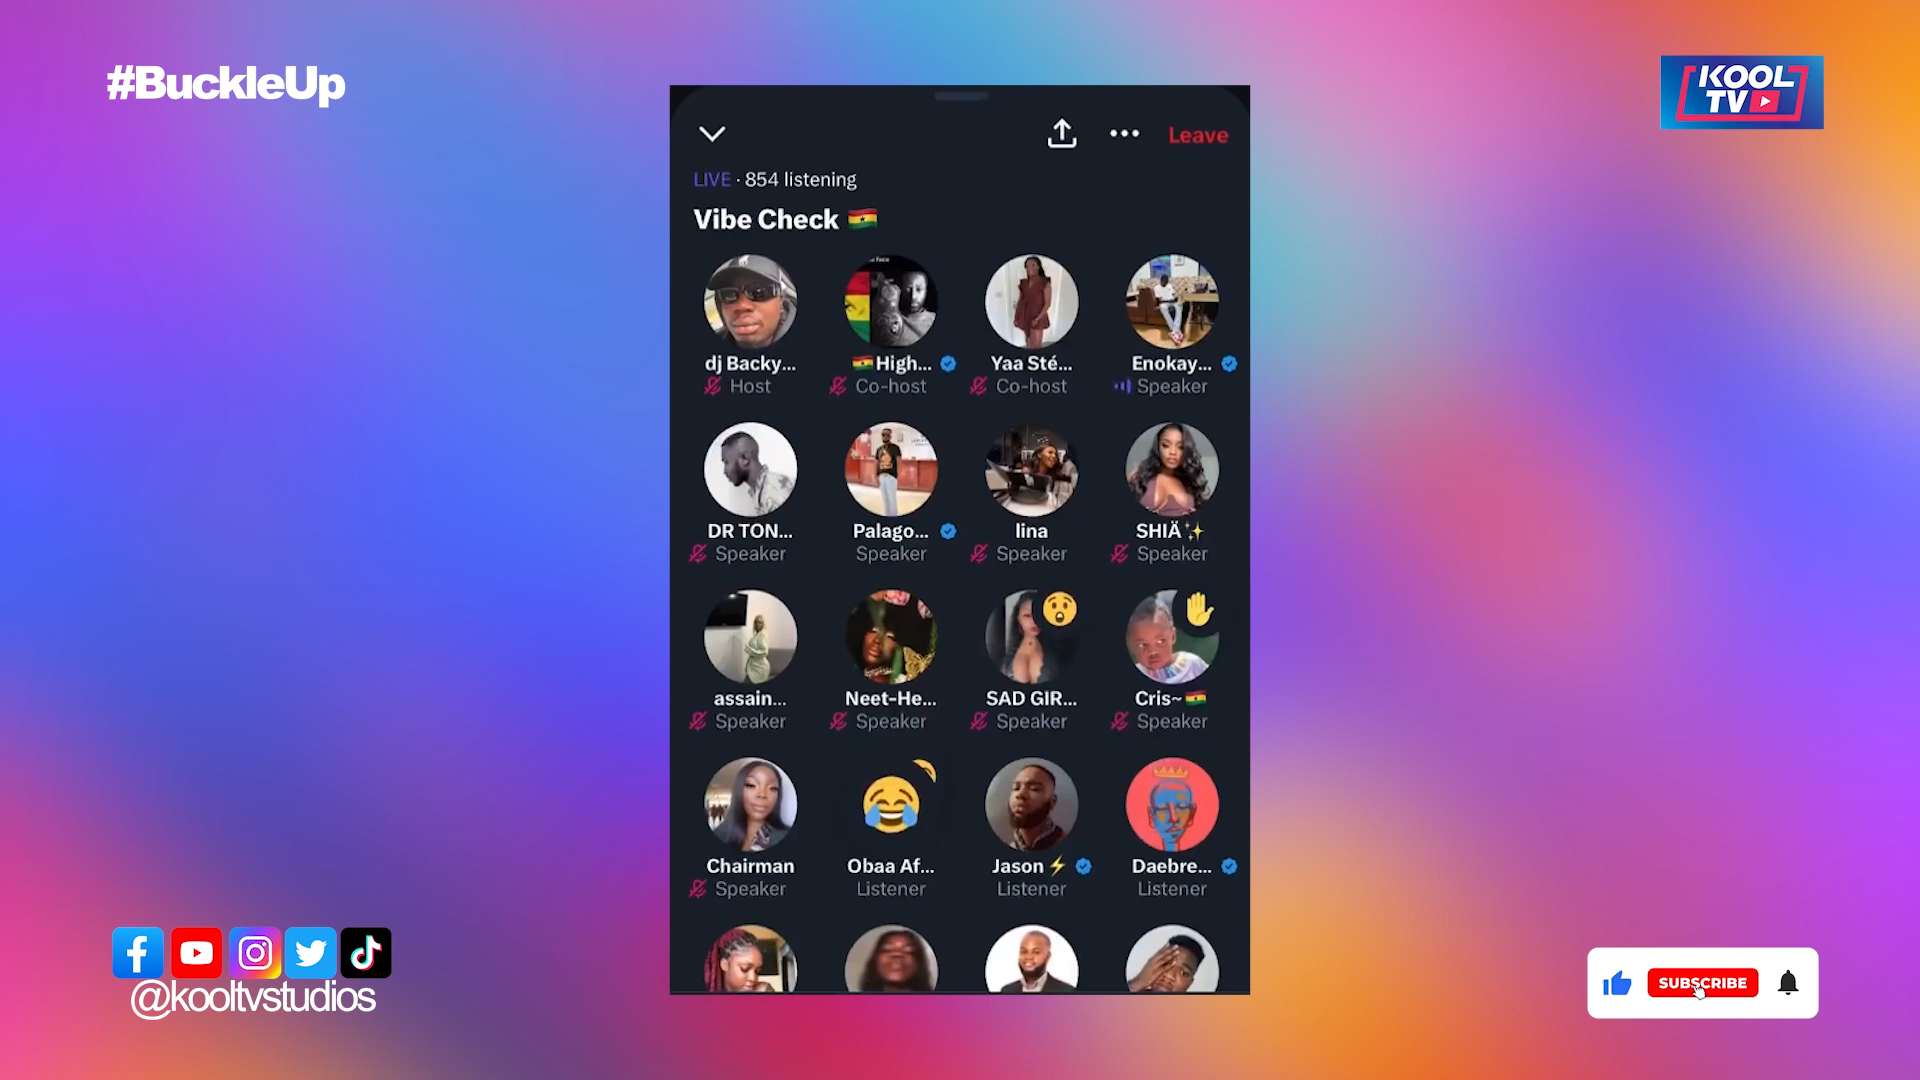 #BuckleUp
KOOL
TV
Leave
LIVE · 854 listening
Vibe Check 🇬🇭
dj Backy...
🇬🇭High...
Yaa Sté...
Enokay...
Host
Co-host
Co-host
Speaker
DR TON...
Palago...
lina
SHIÄ✨
Speaker
Speaker
Speaker
Speaker
assain...
Neet-He...
SAD GIR...
Cris~🇬🇭
Speaker
Speaker
Speaker
Speaker
Chairman
Obaa Af...
Jason⚡
Daebre...
Speaker
Listener
Listener
Listener
@kooltvstudios
SUBSCRIBE